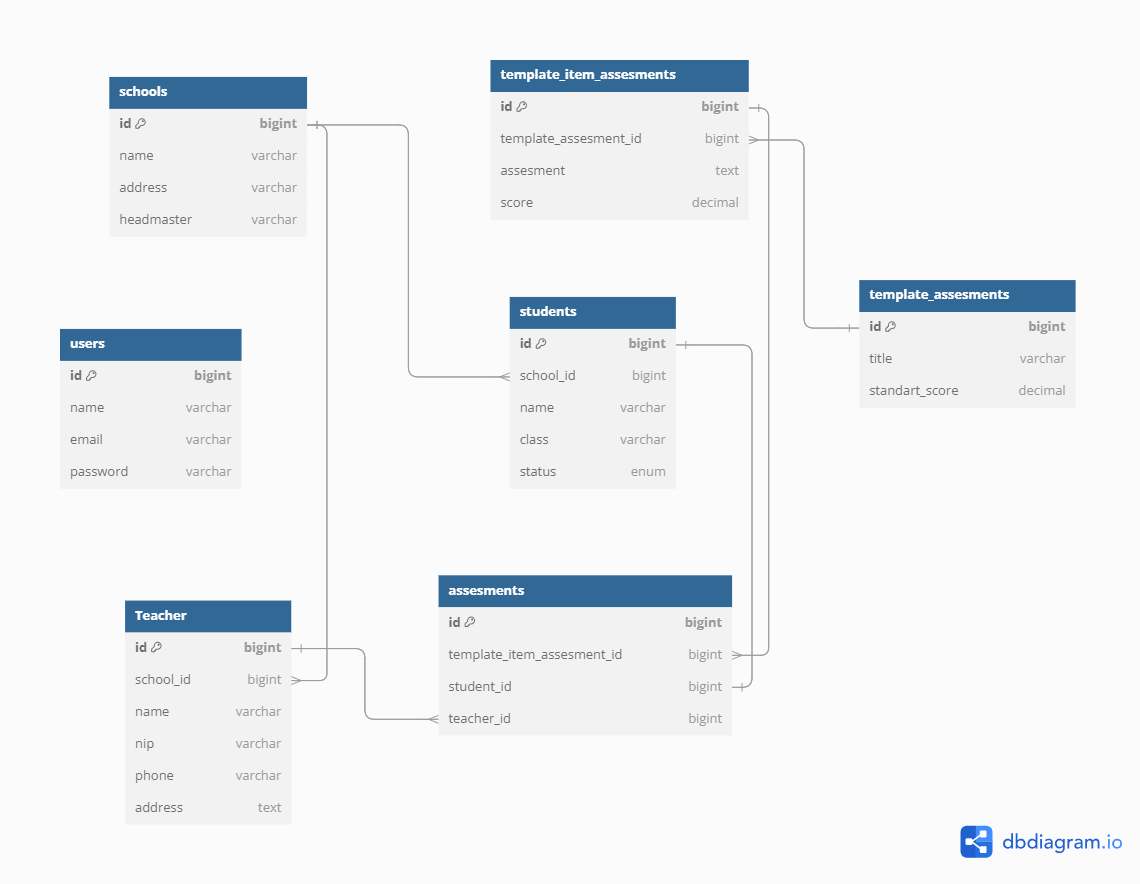 schools
id bigint
name varchar
address varchar
headmaster varchar
template_item_assesments
id bigint
template_assesment_id bigint
assesment text
score decimal
template_assesments
id bigint
title varchar
standart_score decimal
students
id bigint
school_id bigint
name varchar
class varchar
status enum
users
id bigint
name varchar
email varchar
password varchar
assesments
id bigint
template_item_assesment_id bigint
student_id bigint
teacher_id bigint
Teacher
id bigint
school_id bigint
name varchar
nip varchar
phone varchar
address text
dbdiagram.io